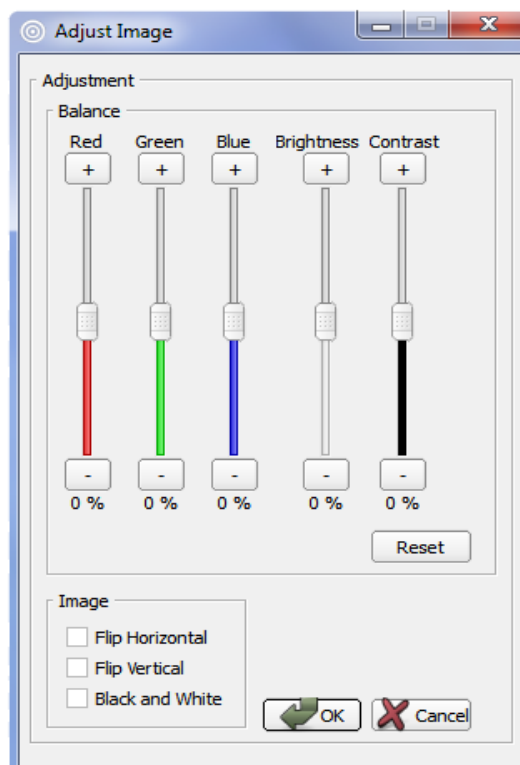 Adjust Image
Adjustment
Balance
Red Green Blue Brightness Contrast
+ + + + +
- - - - -
0 % 0 % 0 % 0 % 0 %
Reset
Image
Flip Horizontal
Flip Vertical
Black and White
OK Cancel